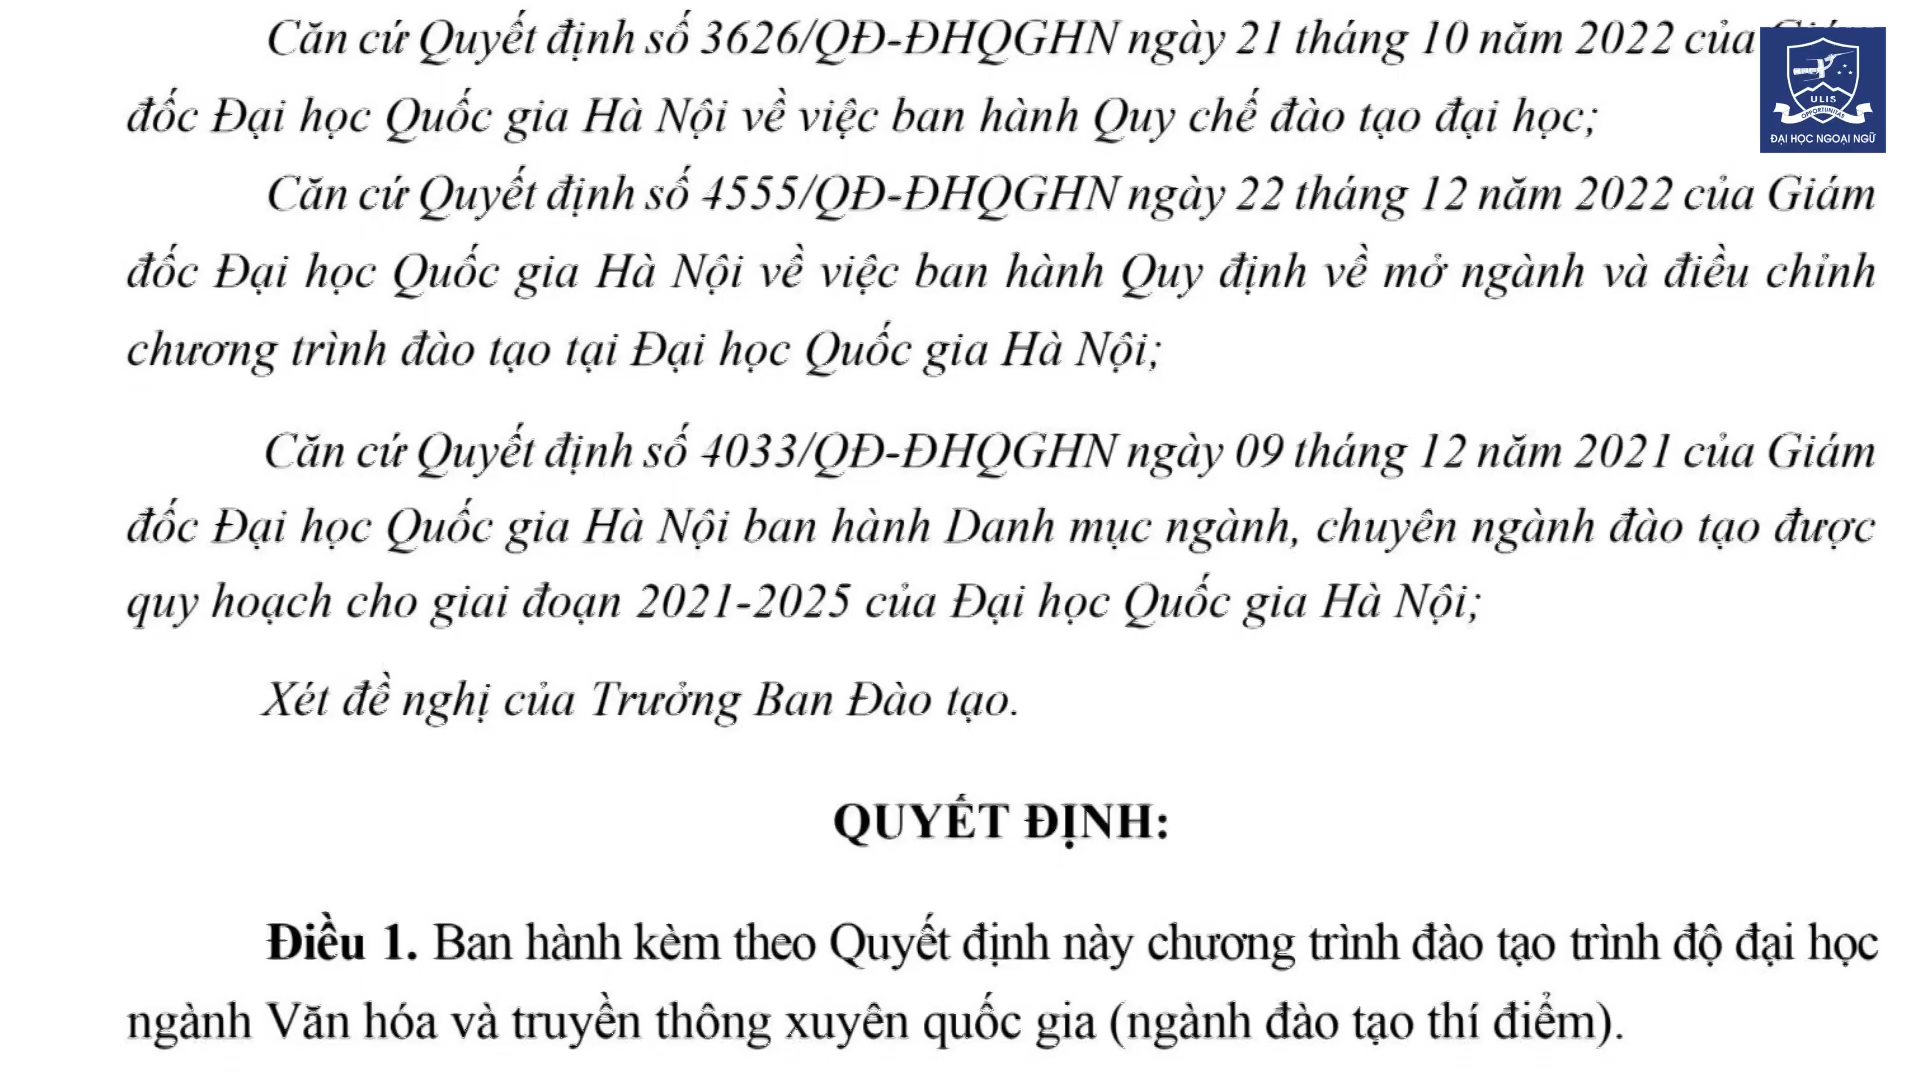 Căn cứ Quyết định số 3626/QĐ-ĐHQGHN ngày 21 tháng 10 năm 2022 của
đốc Đại học Quốc gia Hà Nội về việc ban hành Quy chế đào tạo đại học;
Căn cứ Quyết định số 4555/QĐ-ĐHQGHN ngày 22 tháng 12 năm 2022 của Giám
đốc Đại học Quốc gia Hà Nội về việc ban hành Quy định về mở ngành và điều chỉnh
chương trình đào tạo tại Đại học Quốc gia Hà Nội;
Căn cứ Quyết định số 4033/QĐ-ĐHQGHN ngày 09 tháng 12 năm 2021 của Giám
đốc Đại học Quốc gia Hà Nội ban hành Danh mục ngành, chuyên ngành đào tạo được
quy hoạch cho giai đoạn 2021-2025 của Đại học Quốc gia Hà Nội;
Xét đề nghị của Trưởng Ban Đào tạo.
QUYẾT ĐỊNH:
Điều 1. Ban hành kèm theo Quyết định này chương trình đào tạo trình độ đại học
ngành Văn hóa và truyền thông xuyên quốc gia (ngành đào tạo thí điểm).
ULIS
OPPORTUNITAS
ĐẠI HỌC NGOẠI NGỮ